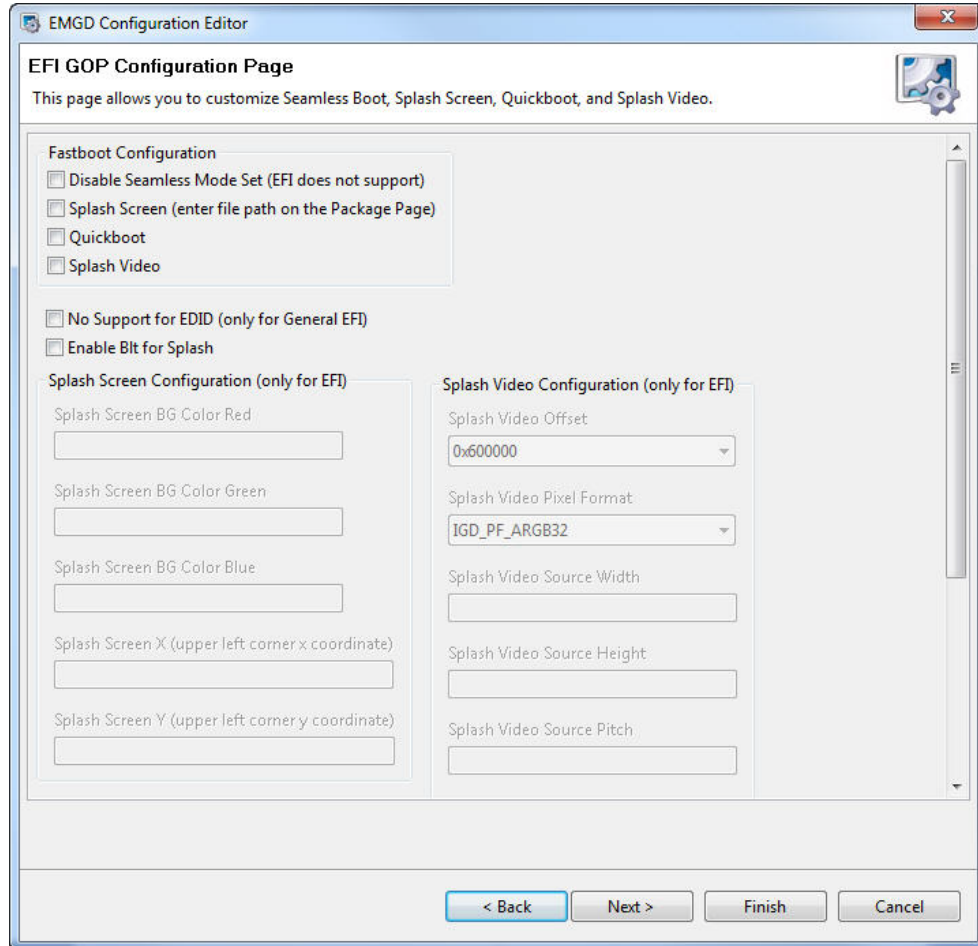 EMGD Configuration Editor
EFI GOP Configuration Page
This page allows you to customize Seamless Boot, Splash Screen, Quickboot, and Splash Video.
Fastboot Configuration
Disable Seamless Mode Set (EFI does not support)
Splash Screen (enter file path on the Package Page)
Quickboot
Splash Video
No Support for EDID (only for General EFI)
Enable Blt for Splash
Splash Screen Configuration (only for EFI)
Splash Screen BG Color Red
Splash Screen BG Color Green
Splash Screen BG Color Blue
Splash Screen X (upper left corner x coordinate)
Splash Screen Y (upper left corner y coordinate)
Splash Video Configuration (only for EFI)
Splash Video Offset
0x600000
Splash Video Pixel Format
IGD_PF_ARGB32
Splash Video Source Width
Splash Video Source Height
Splash Video Source Pitch
< Back
Next >
Finish
Cancel